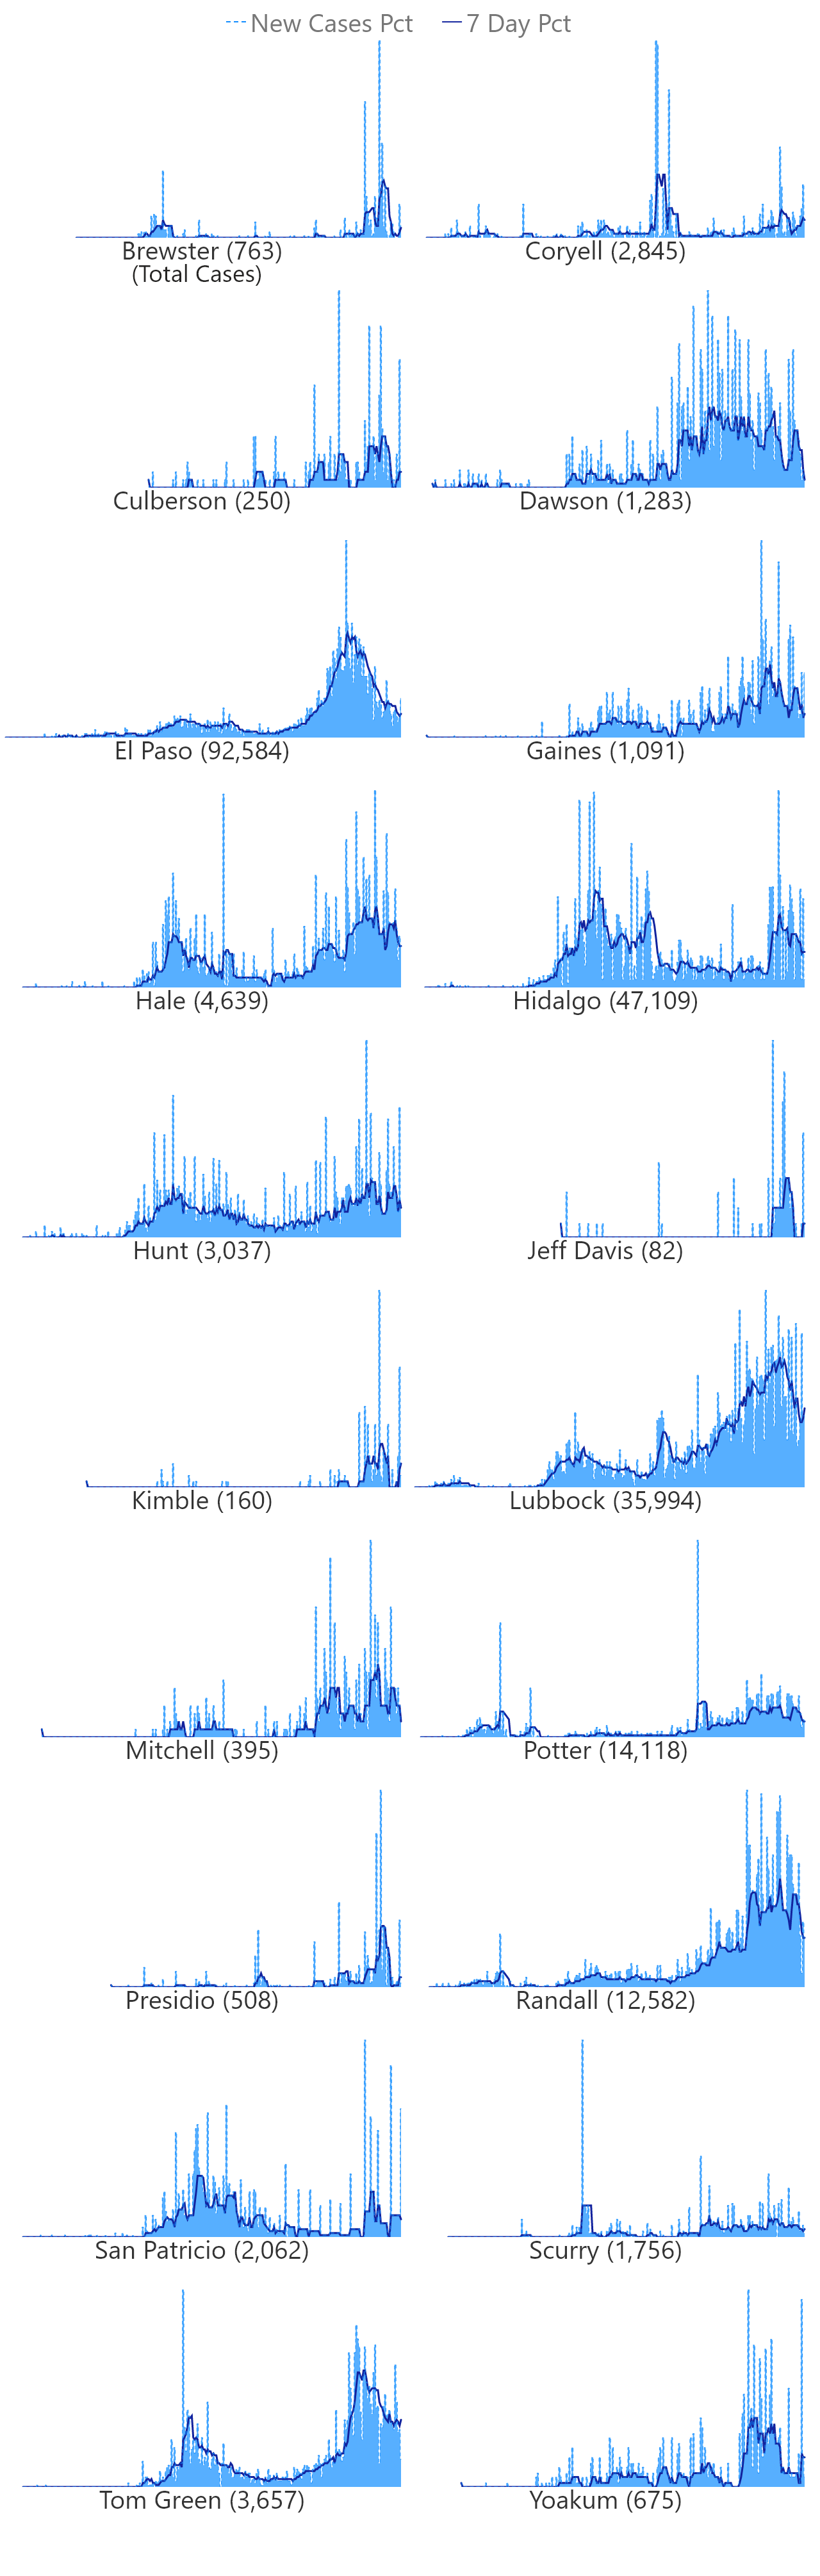 New Cases Pct 7 Day Pct
Brewster (763) Coryell (2,845)
(Total Cases)
Culberson (250) Dawson (1,283)
El Paso (92,584) Gaines (1,091)
Hale (4,639) Hidalgo (47,109)
Hunt (3,037) Jeff Davis (82)
Kimble (160) Lubbock (35,994)
Mitchell (395) Potter (14,118)
Presidio (508) Randall (12,582)
San Patricio (2,062) Scurry (1,756)
Tom Green (3,657) Yoakum (675)